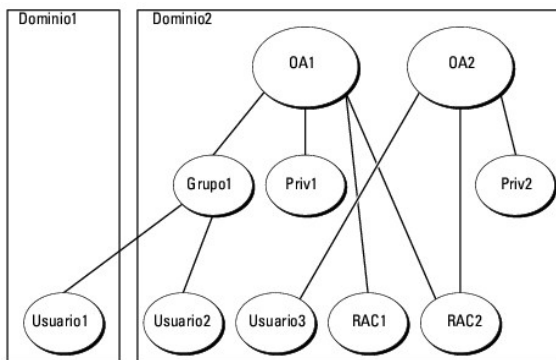 Dominio1
Dominio2
OA1
OA2
Grupo1
Priv1
Priv2
Usuario1
Usuario2
Usuario3
RAC1
RAC2